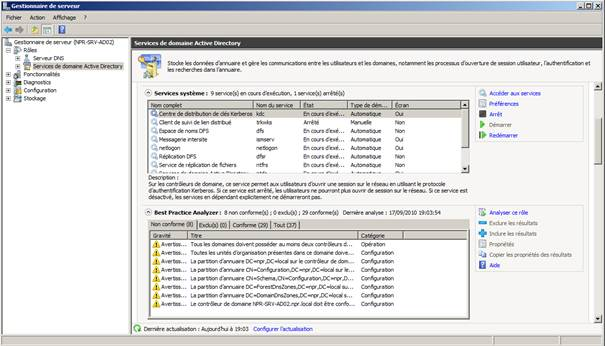 Gestionnaire de serveur
Fichier Action Affichage ?
Gestionnaire de serveur (NPR-SRV-AD02)
Rôles
Serveur DNS
Services de domaine Active Directory
Fonctionnalités
Diagnostics
Configuration
Stockage
Services de domaine Active Directory
Stocke les données d'annuaire et gère les communications entre les utilisateurs et les domaines, notamment les processus d'ouverture de session utilisateur, l'authentification et
les recherches dans l'annuaire.
Services système : 9 service(s) en cours d'exécution, 1 service(s) arrêté(s)
Nom complet Nom du service État Type de dém... Écran
Centre de distribution de clés Kerberos kdc En cours d'exé... Automatique Oui
Client de suivi de lien distribué trkwks Arrêté Manuelle Non
Espace de noms DFS dfs En cours d'exé... Automatique Non
Messagerie intersite ismserv En cours d'exé... Automatique Oui
netlogon netlogon En cours d'exé... Automatique Oui
Réplication DFS dfsr En cours d'exé... Automatique Non
Service de réplication de fichiers ntfrs En cours d'exé... Automatique Non
Description :
Sur les contrôleurs de domaine, ce service permet aux utilisateurs d'ouvrir une session sur le réseau en utilisant le protocole
d'authentification Kerberos. Si ce service est arrêté, les utilisateurs ne pourront plus ouvrir de session. Si ce service est
désactivé, les services en dépendant explicitement ne démarreront pas.
Accéder aux services
Préférences
Arrêt
Démarrer
Redémarrer
Best Practice Analyzer : 8 non conforme(s) ; 0 exclu(s) ; 29 conforme(s) Dernière analyse : 17/09/2010 19:03:54
Non conforme (8) Exclu(s) (0) Conforme (29) Tout (37)
Gravité Titre Catégorie
Avertiss... Tous les domaines doivent posséder au moins deux contrôleurs d... Opération
Avertiss... Toutes les unités d'organisation présentes dans ce domaine doive... Configuration
Avertiss... La partition d'annuaire DC=npr,DC=local sur le contrôleur de dom... Configuration
Avertiss... La partition d'annuaire CN=Configuration,DC=npr,DC=local sur le... Configuration
Avertiss... La partition d'annuaire CN=Schema,CN=Configuration,DC=npr,DC... Configuration
Avertiss... La partition d'annuaire DC=ForestDnsZones,DC=npr,DC=local su... Configuration
Avertiss... La partition d'annuaire DC=DomainDnsZones,DC=npr,DC=local s... Configuration
Avertiss... Le contrôleur de domaine NPR-SRV-AD02.npr.local doit être confo... Configuration
Analyser ce rôle
Exclure les résultats
Inclure les résultats
Propriétés
Copier les propriétés des résultats
Aide
Dernière actualisation : Aujourd'hui à 19:03 Configurer l'actualisation